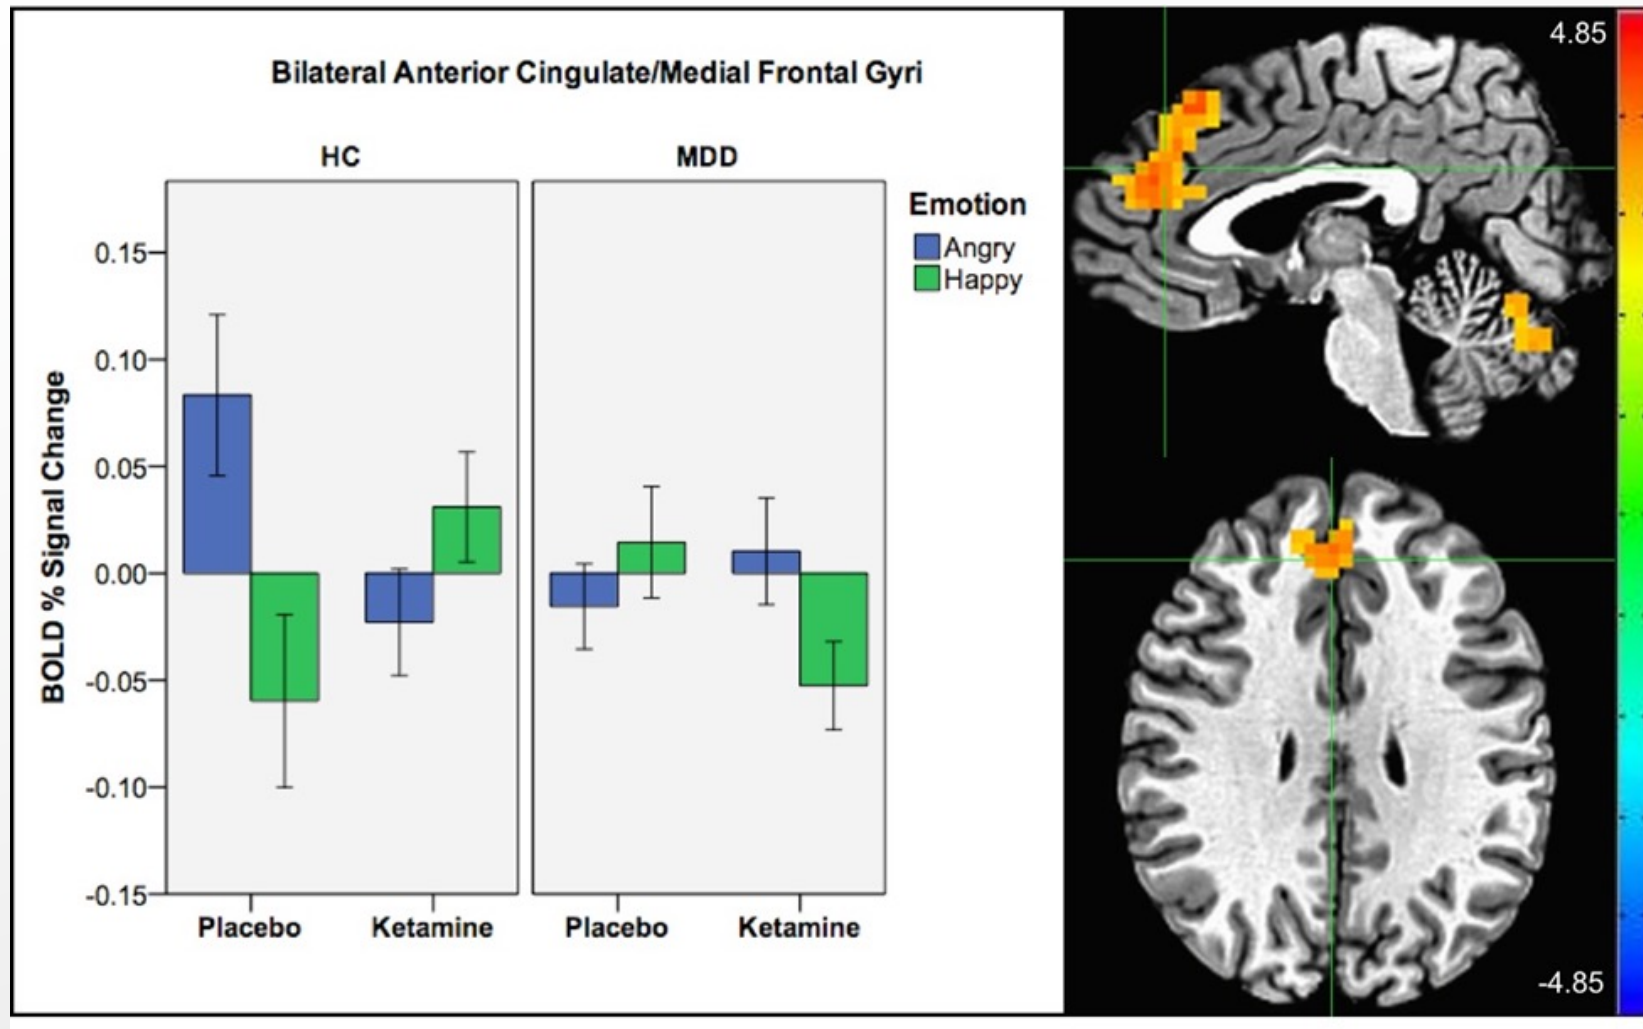 Bilateral Anterior Cingulate/Medial Frontal Gyri
HC
MDD
Emotion
Angry
Happy
BOLD % Signal Change
0.15
0.10
0.05
0.00
-0.05
-0.10
-0.15
Placebo
Ketamine
Placebo
Ketamine
4.85
-4.85